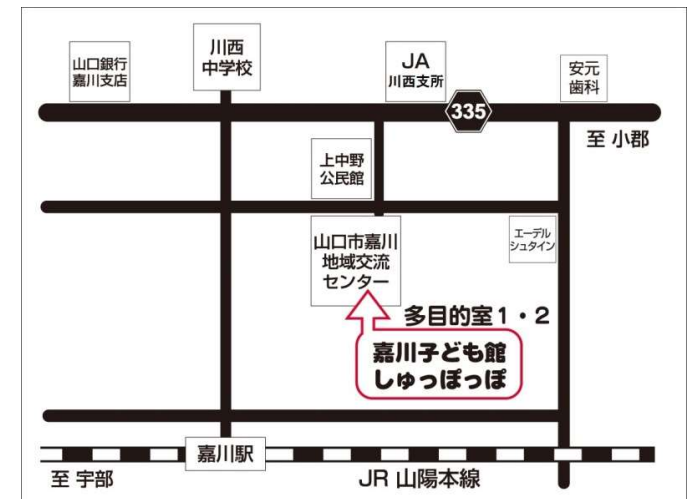 山口銀行
嘉川支店
川西
中学校
JA
川西支所
安元
歯科
335
至 小郡
上中野
公民館
山口市嘉川
地域交流
センター
エーデル
シュタイン
多目的室1・2
嘉川子ども館
しゅっぽっぽ
嘉川駅
至 宇部
JR 山陽本線